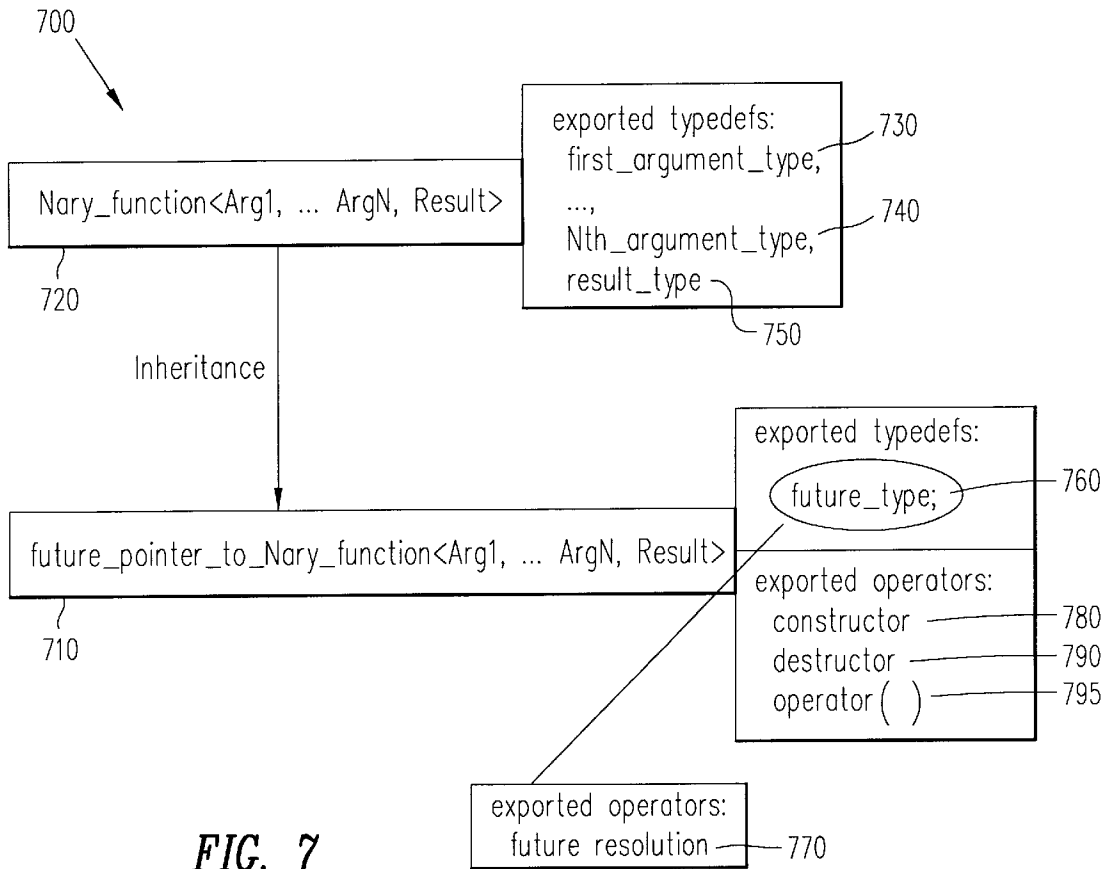 700
exported typedefs:
730
first_argument_type,
Nary_function<Arg1, ... ArgN, Result>
...,
740
Nth_argument_type,
720
result_type
750
Inheritance
exported typedefs:
future_type;
760
future_pointer_to_Nary_function<Arg1, ... ArgN, Result>
710
exported operators:
constructor 780
destructor 790
operator( ) 795
exported operators:
future resolution 770
FIG. 7